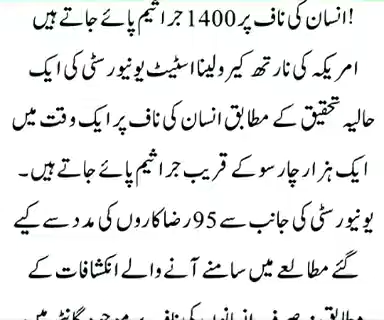 انسان کی ناف پر 1400 جراثیم پائے جاتے ہیں!
امریکہ کی نارتھ کیرولینا اسٹیٹ یونیورسٹی کی ایک
حالیہ تحقیق کے مطابق انسان کی ناف پر ایک وقت میں
ایک ہزار چار سو کے قریب جراثیم پائے جاتے ہیں۔
یونیورسٹی کی جانب سے 95 رضاکاروں کی مدد سے کیے
گئے مطالعے میں سامنے آنے والے انکشافات کے